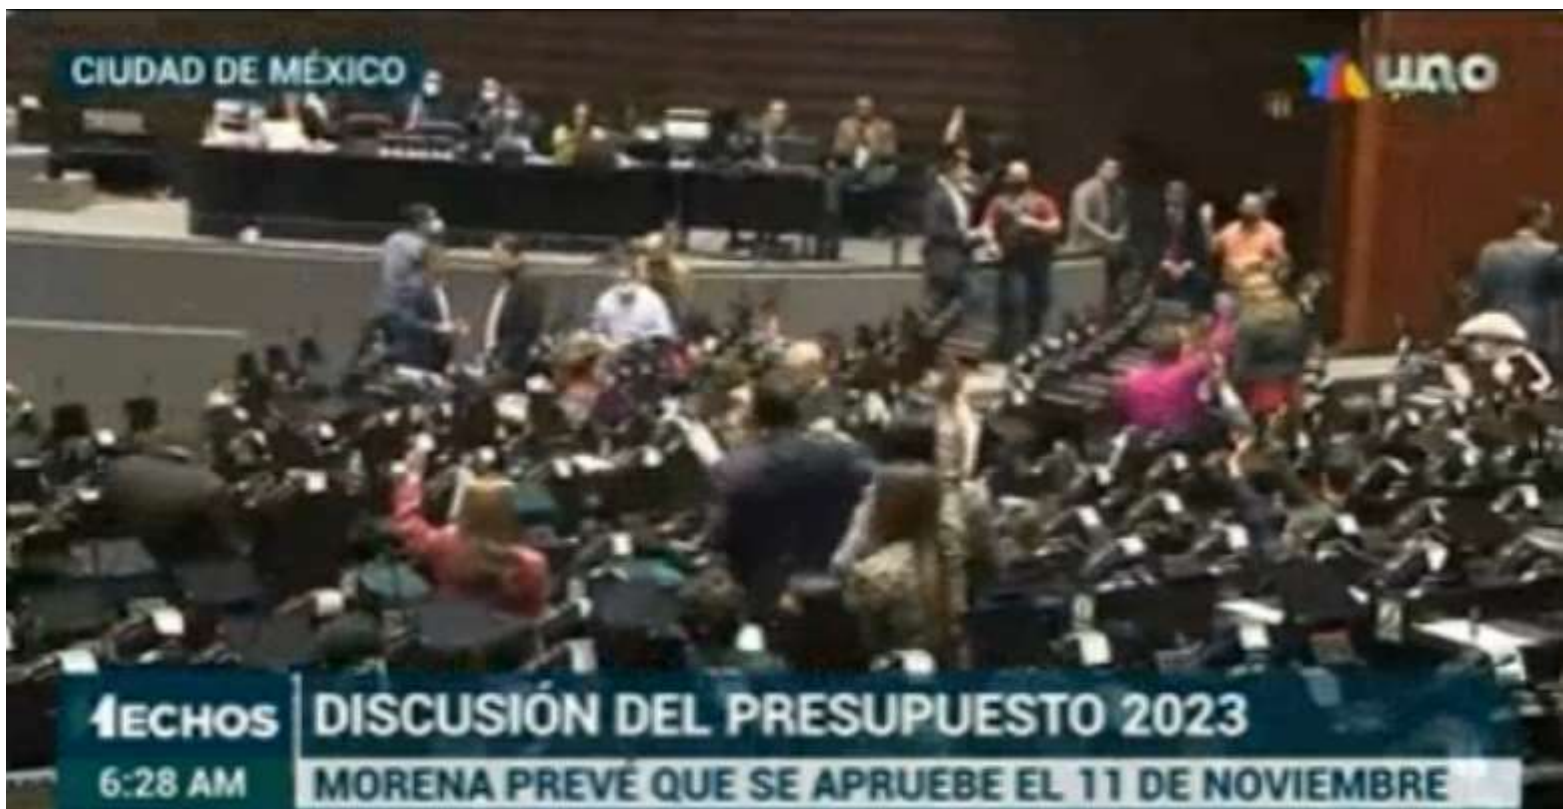 CIUDAD DE MÉXICO
uno
HECHOS
DISCUSIÓN DEL PRESUPUESTO 2023
6:28 AM
MORENA PREVÉ QUE SE APRUEBE EL 11 DE NOVIEMBRE